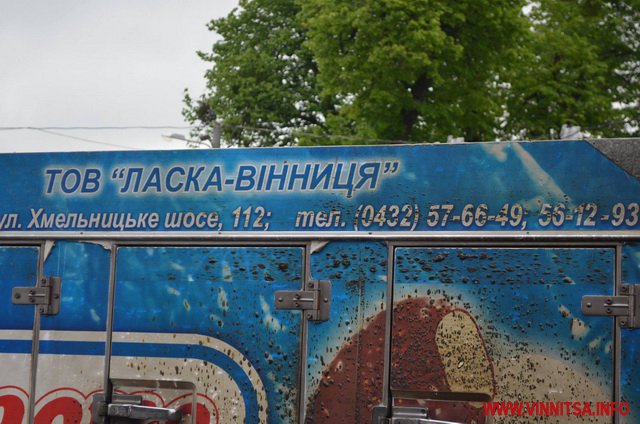 ТОВ "ЛАСКА-ВІННИЦЯ"
ул. Хмельницьке шосе, 112; тел. (0432) 57-66-49; 56-12-93
WWW.VINNITSA.INFO